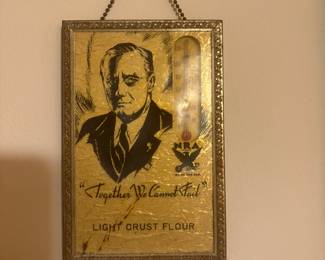 NRA
"Together We Cannot Fail"
LIGHT CRUST FLOUR